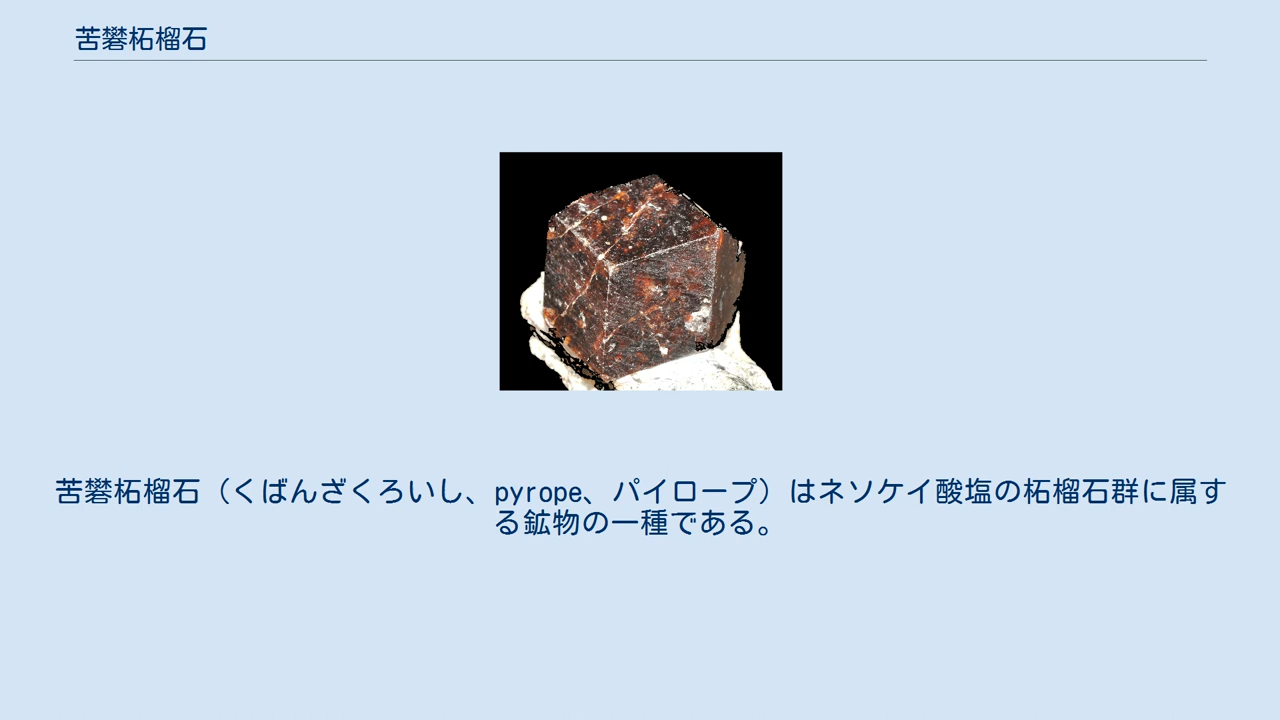 苦礬柘榴石
苦礬柘榴石（くばんざくろいし、pyrope、パイロープ）はネソケイ酸塩の柘榴石群に属す
る鉱物の一種である。